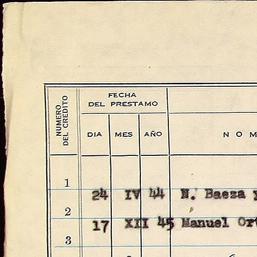 NUMERO DEL CREDITO
FECHA
DEL PRESTAMO
DIA MES AÑO
N O M
1
24 IV 44 N. Baeza y
2
17 XII 45 Manuel Ort
3